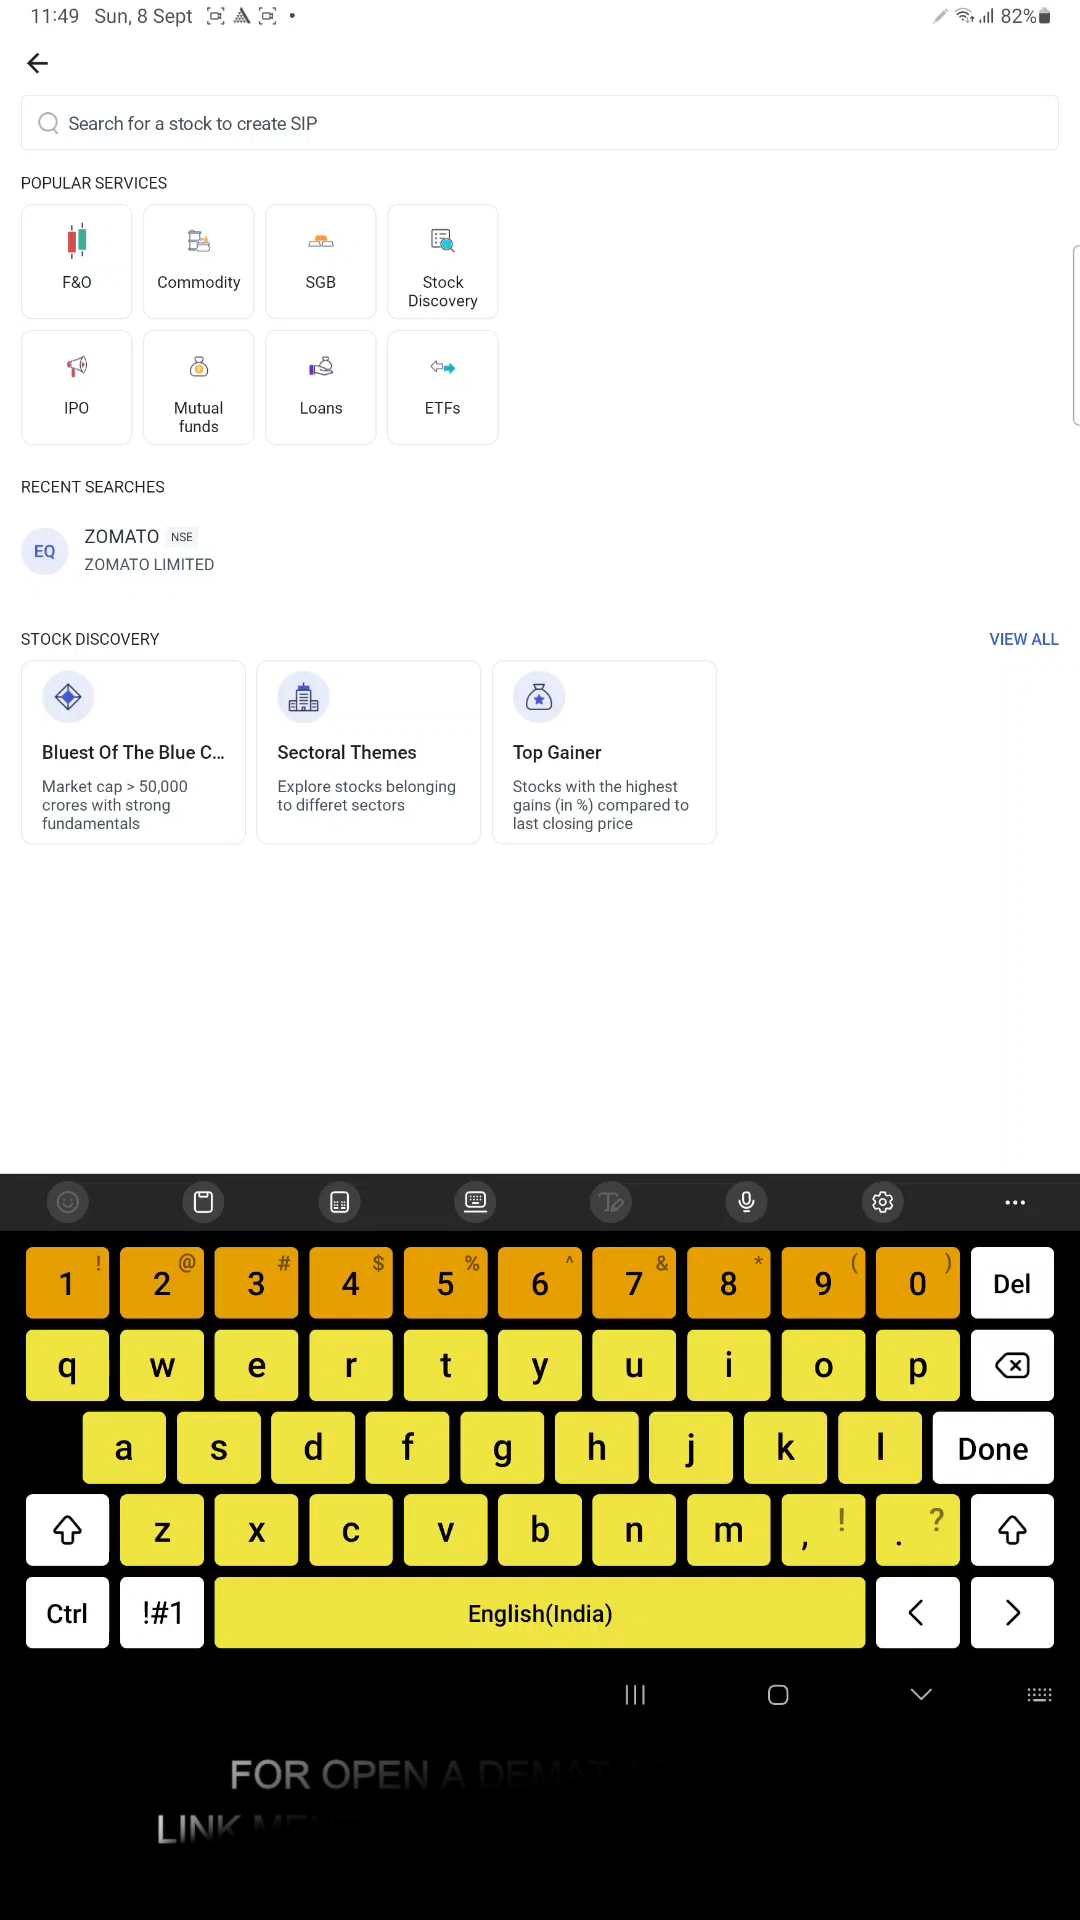 11:49 Sun, 8 Sept 82%
Search for a stock to create SIP
POPULAR SERVICES
F&O
Commodity
SGB
Stock
Discovery
IPO
Mutual
funds
Loans
ETFs
RECENT SEARCHES
EQ
ZOMATO NSE
ZOMATO LIMITED
STOCK DISCOVERY VIEW ALL
Bluest Of The Blue C...
Market cap > 50,000
crores with strong
fundamentals
Sectoral Themes
Explore stocks belonging
to differet sectors
Top Gainer
Stocks with the highest
gains (in %) compared to
last closing price
1 ! 2 @ 3 # 4 $ 5 % 6 ^ 7 & 8 * 9 ( 0 ) Del
q w e r t y u i o p
a s d f g h j k l Done
z x c v b n m , ! . ?
Ctrl !#1 English(India) < >
FOR OPEN A DEMAT
LINK